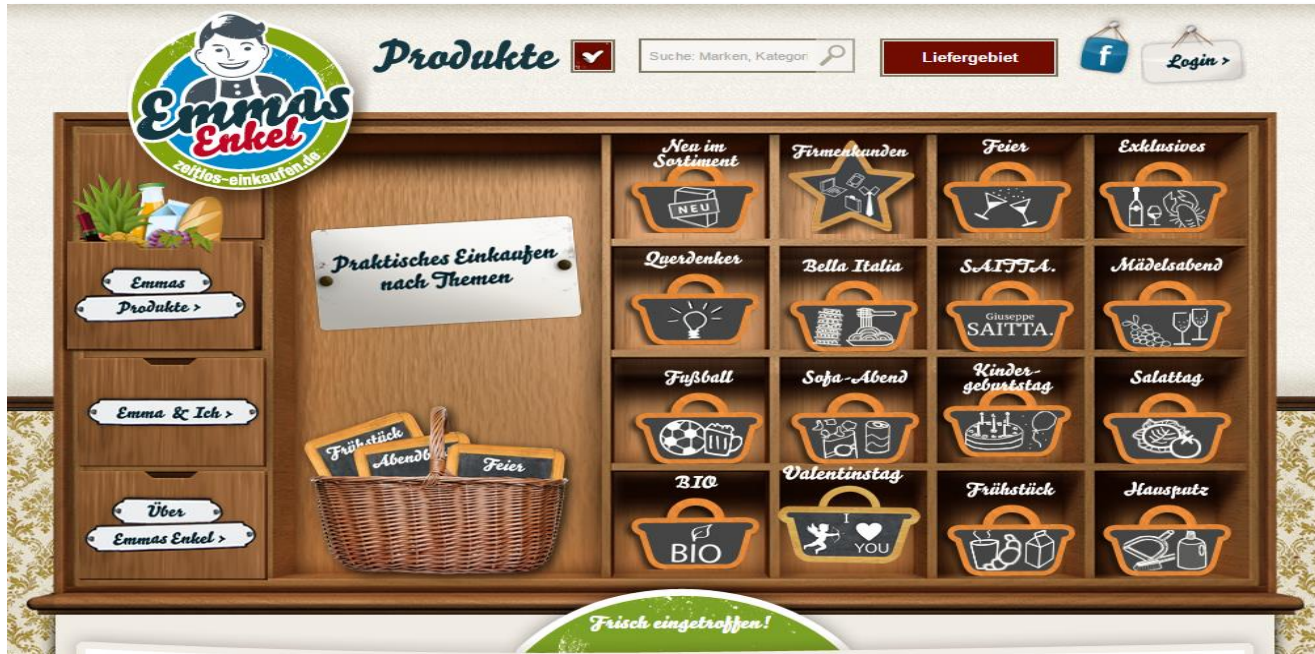 Emmas
Enkel
zeitlos-einkaufen.de
Produkte
Suche: Marken, Kategori
Liefergebiet
f
Login >
Emmas
Produkte >
Emma & Ich >
Über
Emmas Enkel >
Praktisches Einkaufen
nach Themen
Frühstück
Feier
Neu im
Sortiment
NEU
Firmenkunden
Feier
Exklusives
Querdenker
Bella Italia
SAITTA.
Giuseppe
SAITTA.
Mädelsabend
Fußball
Sofa-Abend
Kinder-
geburtstag
Salattag
BIO
BIO
Valentinstag
I
YOU
Frühstück
Hausputz
Frisch eingetroffen!